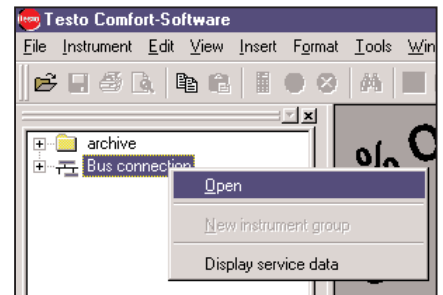 Testo Comfort-Software
File Instrument Edit View Insert Format Tools Win
archive
Bus connection
Open
New instrument group
Display service data